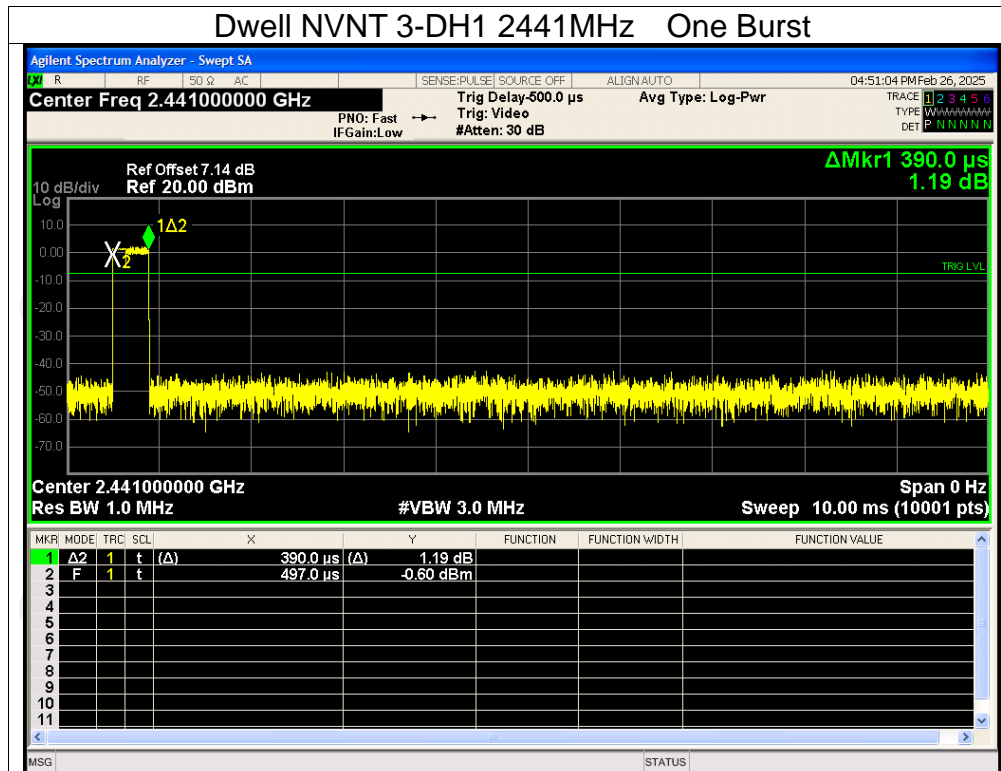 Dwell NVNT 3-DH1 2441MHz One Burst
Agilent Spectrum Analyzer - Swept SA
LXI R RF 50 Ω AC SENSE:PULSE SOURCE OFF ALIGN AUTO 04:51:04 PM Feb 26, 2025
Center Freq 2.441000000 GHz
Trig Delay-500.0 µs Avg Type: Log-Pwr
PNO: Fast Trig: Video
IFGain:Low #Atten: 30 dB
TRACE 1 2 3 4 5 6
TYPE WWWWWW
DET P N N N N N
ΔMkr1 390.0 µs
1.19 dB
Ref Offset 7.14 dB
10 dB/div Ref 20.00 dBm
Log
10.0
0.00
-10.0
-20.0
-30.0
-40.0
-50.0
-60.0
-70.0
1Δ2
2
TRIG LVL
Center 2.441000000 GHz Span 0 Hz
Res BW 1.0 MHz #VBW 3.0 MHz Sweep 10.00 ms (10001 pts)
MKR MODE TRC SCL X Y FUNCTION FUNCTION WIDTH FUNCTION VALUE
1 Δ2 1 t (Δ) 390.0 µs (Δ) 1.19 dB
2 F 1 t 497.0 µs -0.60 dBm
3
4
5
6
7
8
9
10
11
MSG STATUS